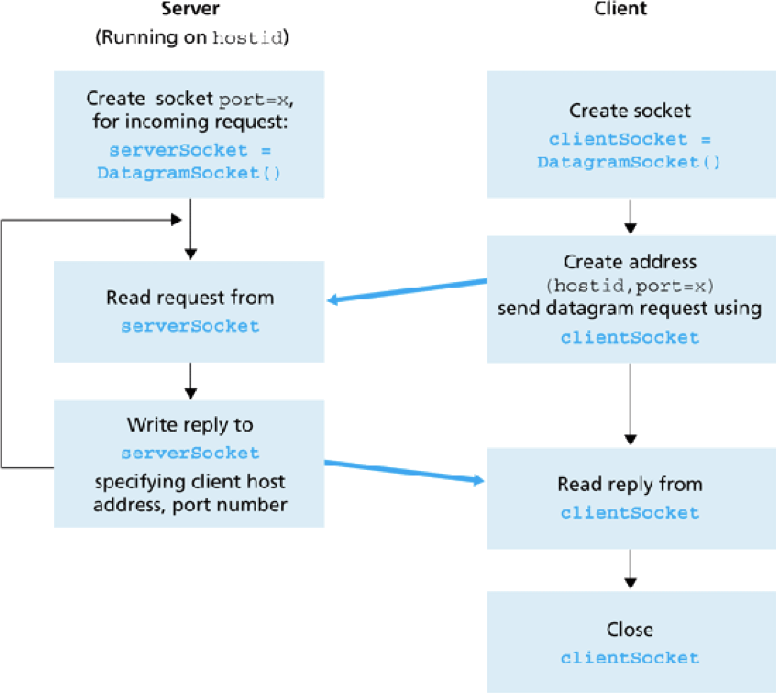 Server
(Running on hostid)
Create socket port=x,
for incoming request:
serverSocket =
DatagramSocket()
Read request from
serverSocket
Write reply to
serverSocket
specifying client host
address, port number
Client
Create socket
clientSocket =
DatagramSocket()
Create address
(hostid,port=x)
send datagram request using
clientSocket
Read reply from
clientSocket
Close
clientSocket